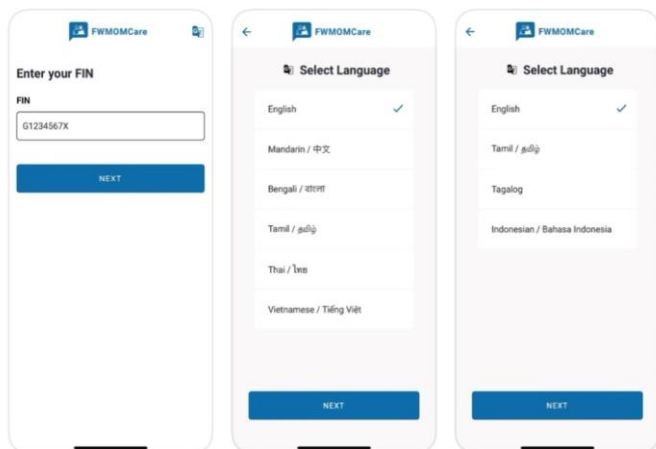 FWMOMCare
Enter your FIN
FIN
G1234567X
NEXT
FWMOMCare
Select Language
English
Mandarin / 中文
Bengali / বাংলা
Tamil / தமிழ்
Thai / ไทย
Vietnamese / Tiếng Việt
NEXT
FWMOMCare
Select Language
English
Tamil / தமிழ்
Tagalog
Indonesian / Bahasa Indonesia
NEXT